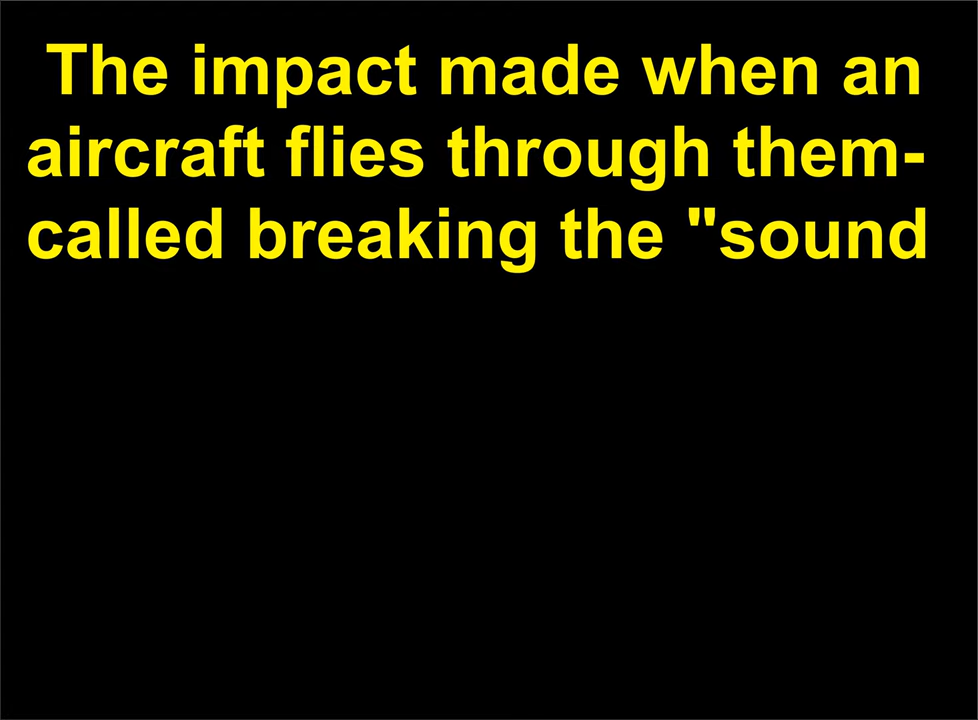 The impact made when an
aircraft flies through them-
called breaking the "sound